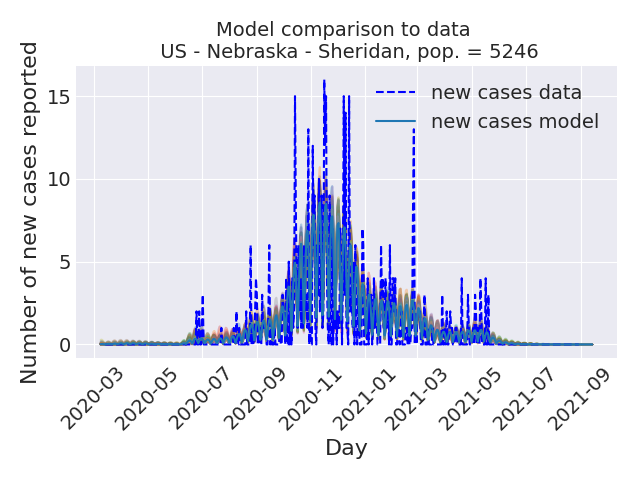 Model comparison to data
US - Nebraska - Sheridan, pop. = 5246
Number of new cases reported
15
10
5
0
new cases data
new cases model
2020-03
2020-05
2020-07
2020-09
2020-11
2021-01
2021-03
2021-05
2021-07
2021-09
Day